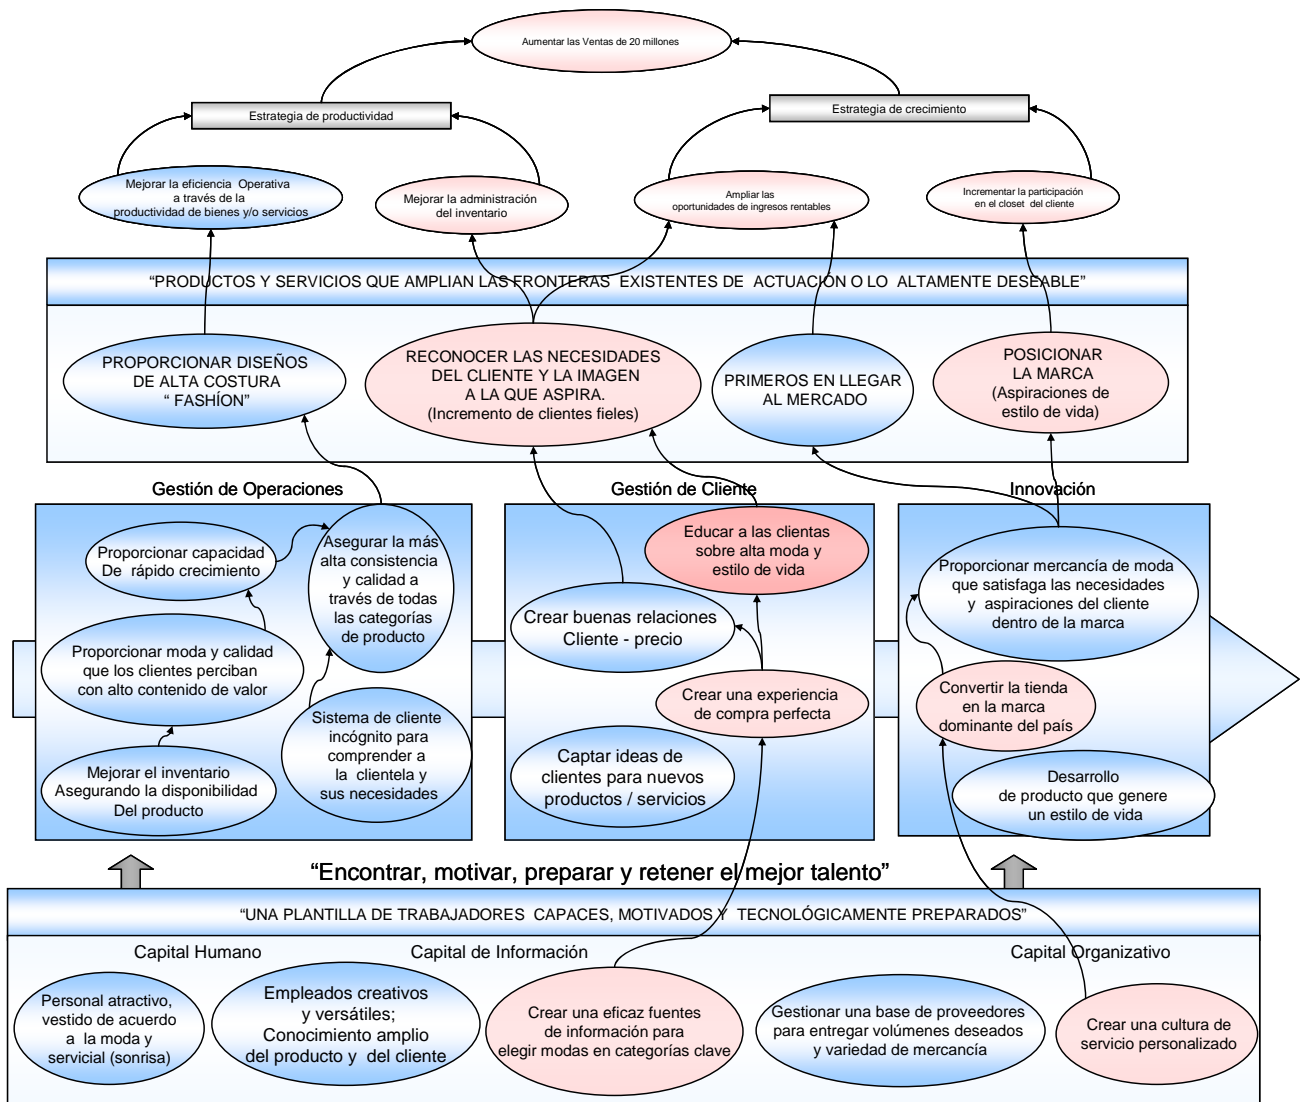 Aumentar las Ventas de 20 millones
Estrategia de productividad
Estrategia de crecimiento
Mejorar la eficiencia Operativa
a través de la
productividad de bienes y/o servicios
Mejorar la administración
del inventario
Ampliar las
oportunidades de ingresos rentables
Incrementar la participación
en el closet del cliente
“PRODUCTOS Y SERVICIOS QUE AMPLIAN LAS FRONTERAS EXISTENTES DE ACTUACIÓN O LO ALTAMENTE DESEABLE”
PROPORCIONAR DISEÑOS
DE ALTA COSTURA
“ FASHÍON”
RECONOCER LAS NECESIDADES
DEL CLIENTE Y LA IMAGEN
A LA QUE ASPIRA.
(Incremento de clientes fieles)
PRIMEROS EN LLEGAR
AL MERCADO
POSICIONAR
LA MARCA
(Aspiraciones de
estilo de vida)
Gestión de Operaciones
Gestión de Cliente
Innovación
Proporcionar capacidad
De rápido crecimiento
Asegurar la más
alta consistencia
y calidad a
través de todas
las categorías
de producto
Proporcionar moda y calidad
que los clientes perciban
con alto contenido de valor
Sistema de cliente
incógnito para
comprender a
la clientela y
sus necesidades
Mejorar el inventario
Asegurando la disponibilidad
Del producto
Educar a las clientas
sobre alta moda y
estilo de vida
Crear buenas relaciones
Cliente - precio
Crear una experiencia
de compra perfecta
Captar ideas de
clientes para nuevos
productos / servicios
Proporcionar mercancía de moda
que satisfaga las necesidades
y aspiraciones del cliente
dentro de la marca
Convertir la tienda
en la marca
dominante del país
Desarrollo
de producto que genere
un estilo de vida
“Encontrar, motivar, preparar y retener el mejor talento”
“UNA PLANTILLA DE TRABAJADORES CAPACES, MOTIVADOS Y TECNOLÓGICAMENTE PREPARADOS”
Capital Humano
Capital de Información
Capital Organizativo
Personal atractivo,
vestido de acuerdo
a la moda y
servicial (sonrisa)
Empleados creativos
y versátiles;
Conocimiento amplio
del producto y del cliente
Crear una eficaz fuentes
de información para
elegir modas en categorías clave
Gestionar una base de proveedores
para entregar volúmenes deseados
y variedad de mercancía
Crear una cultura de
servicio personalizado